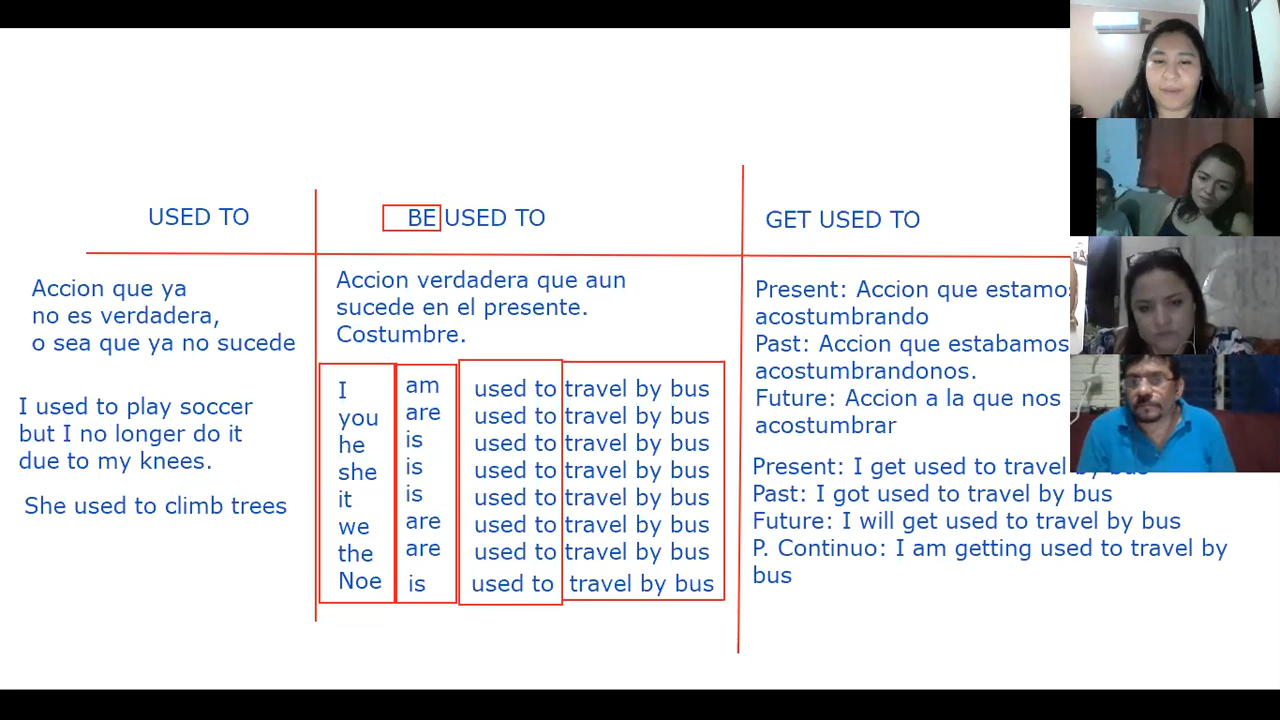 USED TO
BE USED TO
GET USED TO
Accion que ya
no es verdadera,
o sea que ya no sucede
I used to play soccer
but I no longer do it
due to my knees.
She used to climb trees
Accion verdadera que aun
sucede en el presente.
Costumbre.
I am used to travel by bus
you are used to travel by bus
he is used to travel by bus
she is used to travel by bus
it is used to travel by bus
we are used to travel by bus
the are used to travel by bus
Noe is used to travel by bus
Present: Accion que estamos
acostumbrando
Past: Accion que estabamos
acostumbrandonos.
Future: Accion a la que nos
acostumbrar
Present: I get used to travel by bus
Past: I got used to travel by bus
Future: I will get used to travel by bus
P. Continuo: I am getting used to travel by
bus